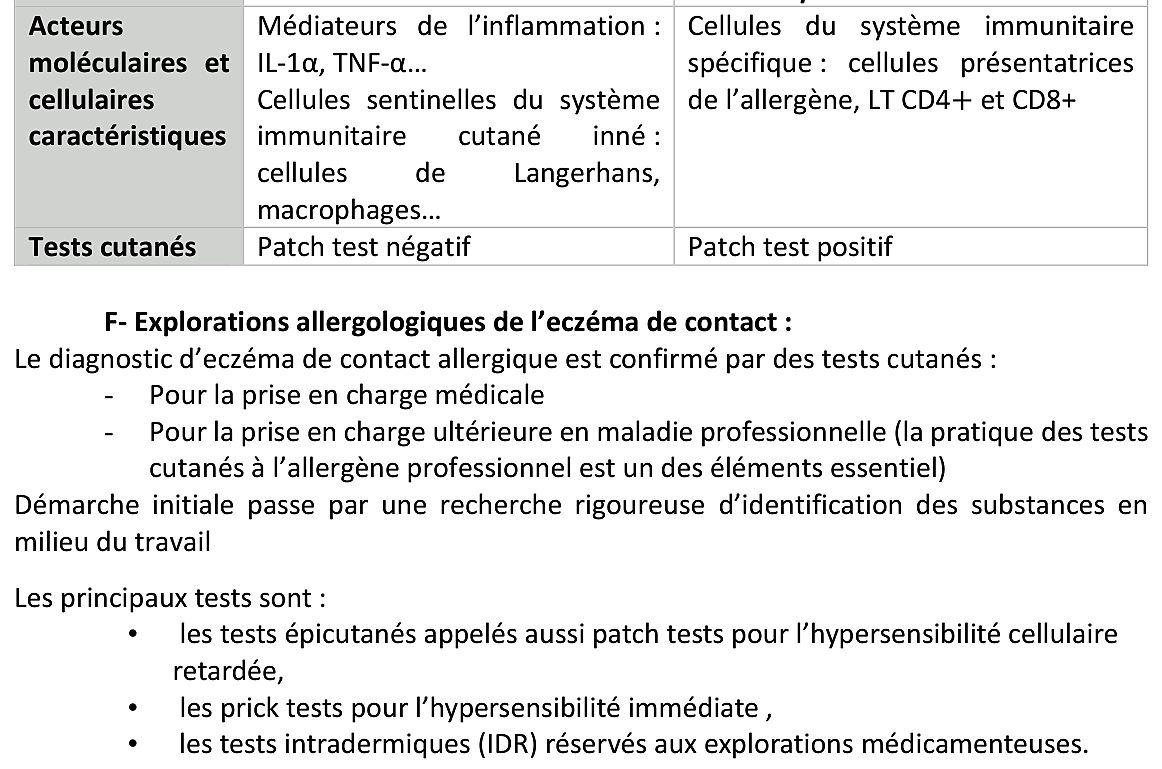 Acteurs moléculaires et cellulaires caractéristiques
Médiateurs de l’inflammation :
IL-1α, TNF-α…
Cellules sentinelles du système
immunitaire cutané inné :
cellules de Langerhans,
macrophages…
Cellules du système immunitaire
spécifique : cellules présentatrices
de l’allergène, LT CD4+ et CD8+
Tests cutanés
Patch test négatif
Patch test positif
F- Explorations allergologiques de l’eczéma de contact :
Le diagnostic d’eczéma de contact allergique est confirmé par des tests cutanés :
- Pour la prise en charge médicale
- Pour la prise en charge ultérieure en maladie professionnelle (la pratique des tests
cutanés à l’allergène professionnel est un des éléments essentiel)
Démarche initiale passe par une recherche rigoureuse d’identification des substances en
milieu du travail
Les principaux tests sont :
• les tests épicutanés appelés aussi patch tests pour l’hypersensibilité cellulaire
retardée,
• les prick tests pour l’hypersensibilité immédiate ,
• les tests intradermiques (IDR) réservés aux explorations médicamenteuses.